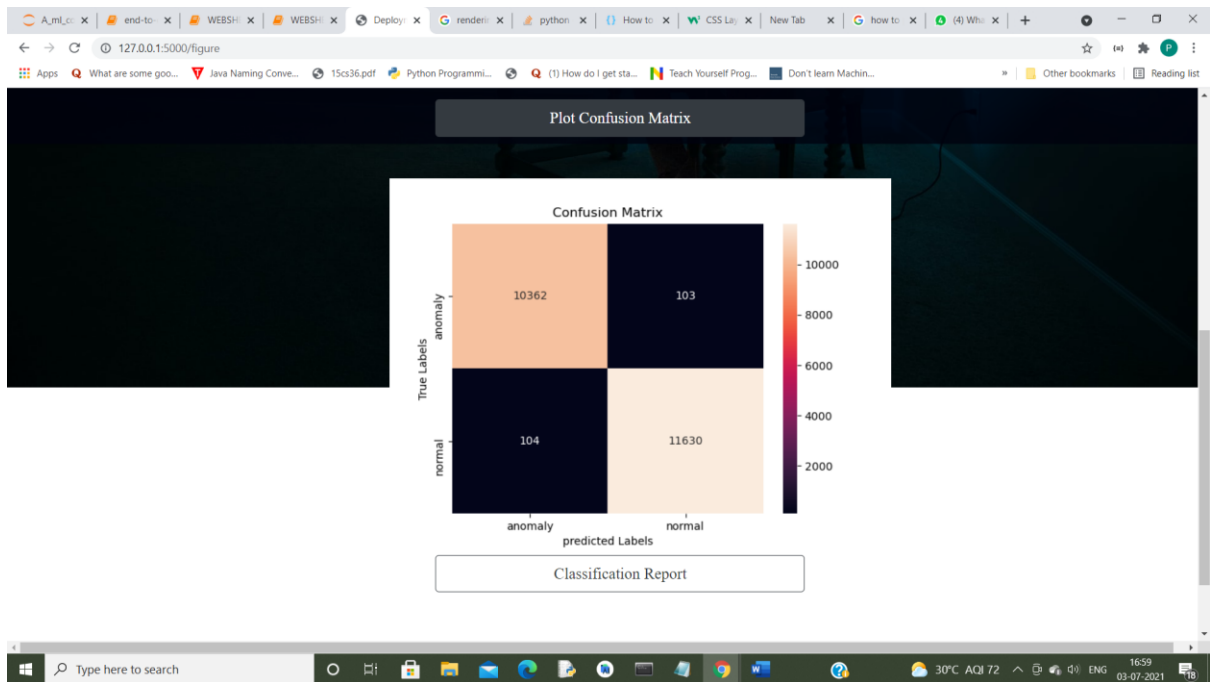 A_ml_cc
end-to-
WEBSH
WEBSH
Deploy
renderin
python
How to
CSS Lay
New Tab
how to
(4) Wha
127.0.0.1:5000/figure
P
Apps
What are some goo...
Java Naming Conve...
15cs36.pdf
Python Programmi...
(1) How do I get sta...
Teach Yourself Prog...
Don't learn Machin...
»
Other bookmarks
Reading list
Plot Confusion Matrix
Confusion Matrix
10362
103
104
11630
True Labels
anomaly
normal
anomaly
normal
predicted Labels
10000
8000
6000
4000
2000
Classification Report
Type here to search
30°C AQI 72
ENG
16:59
03-07-2021
18